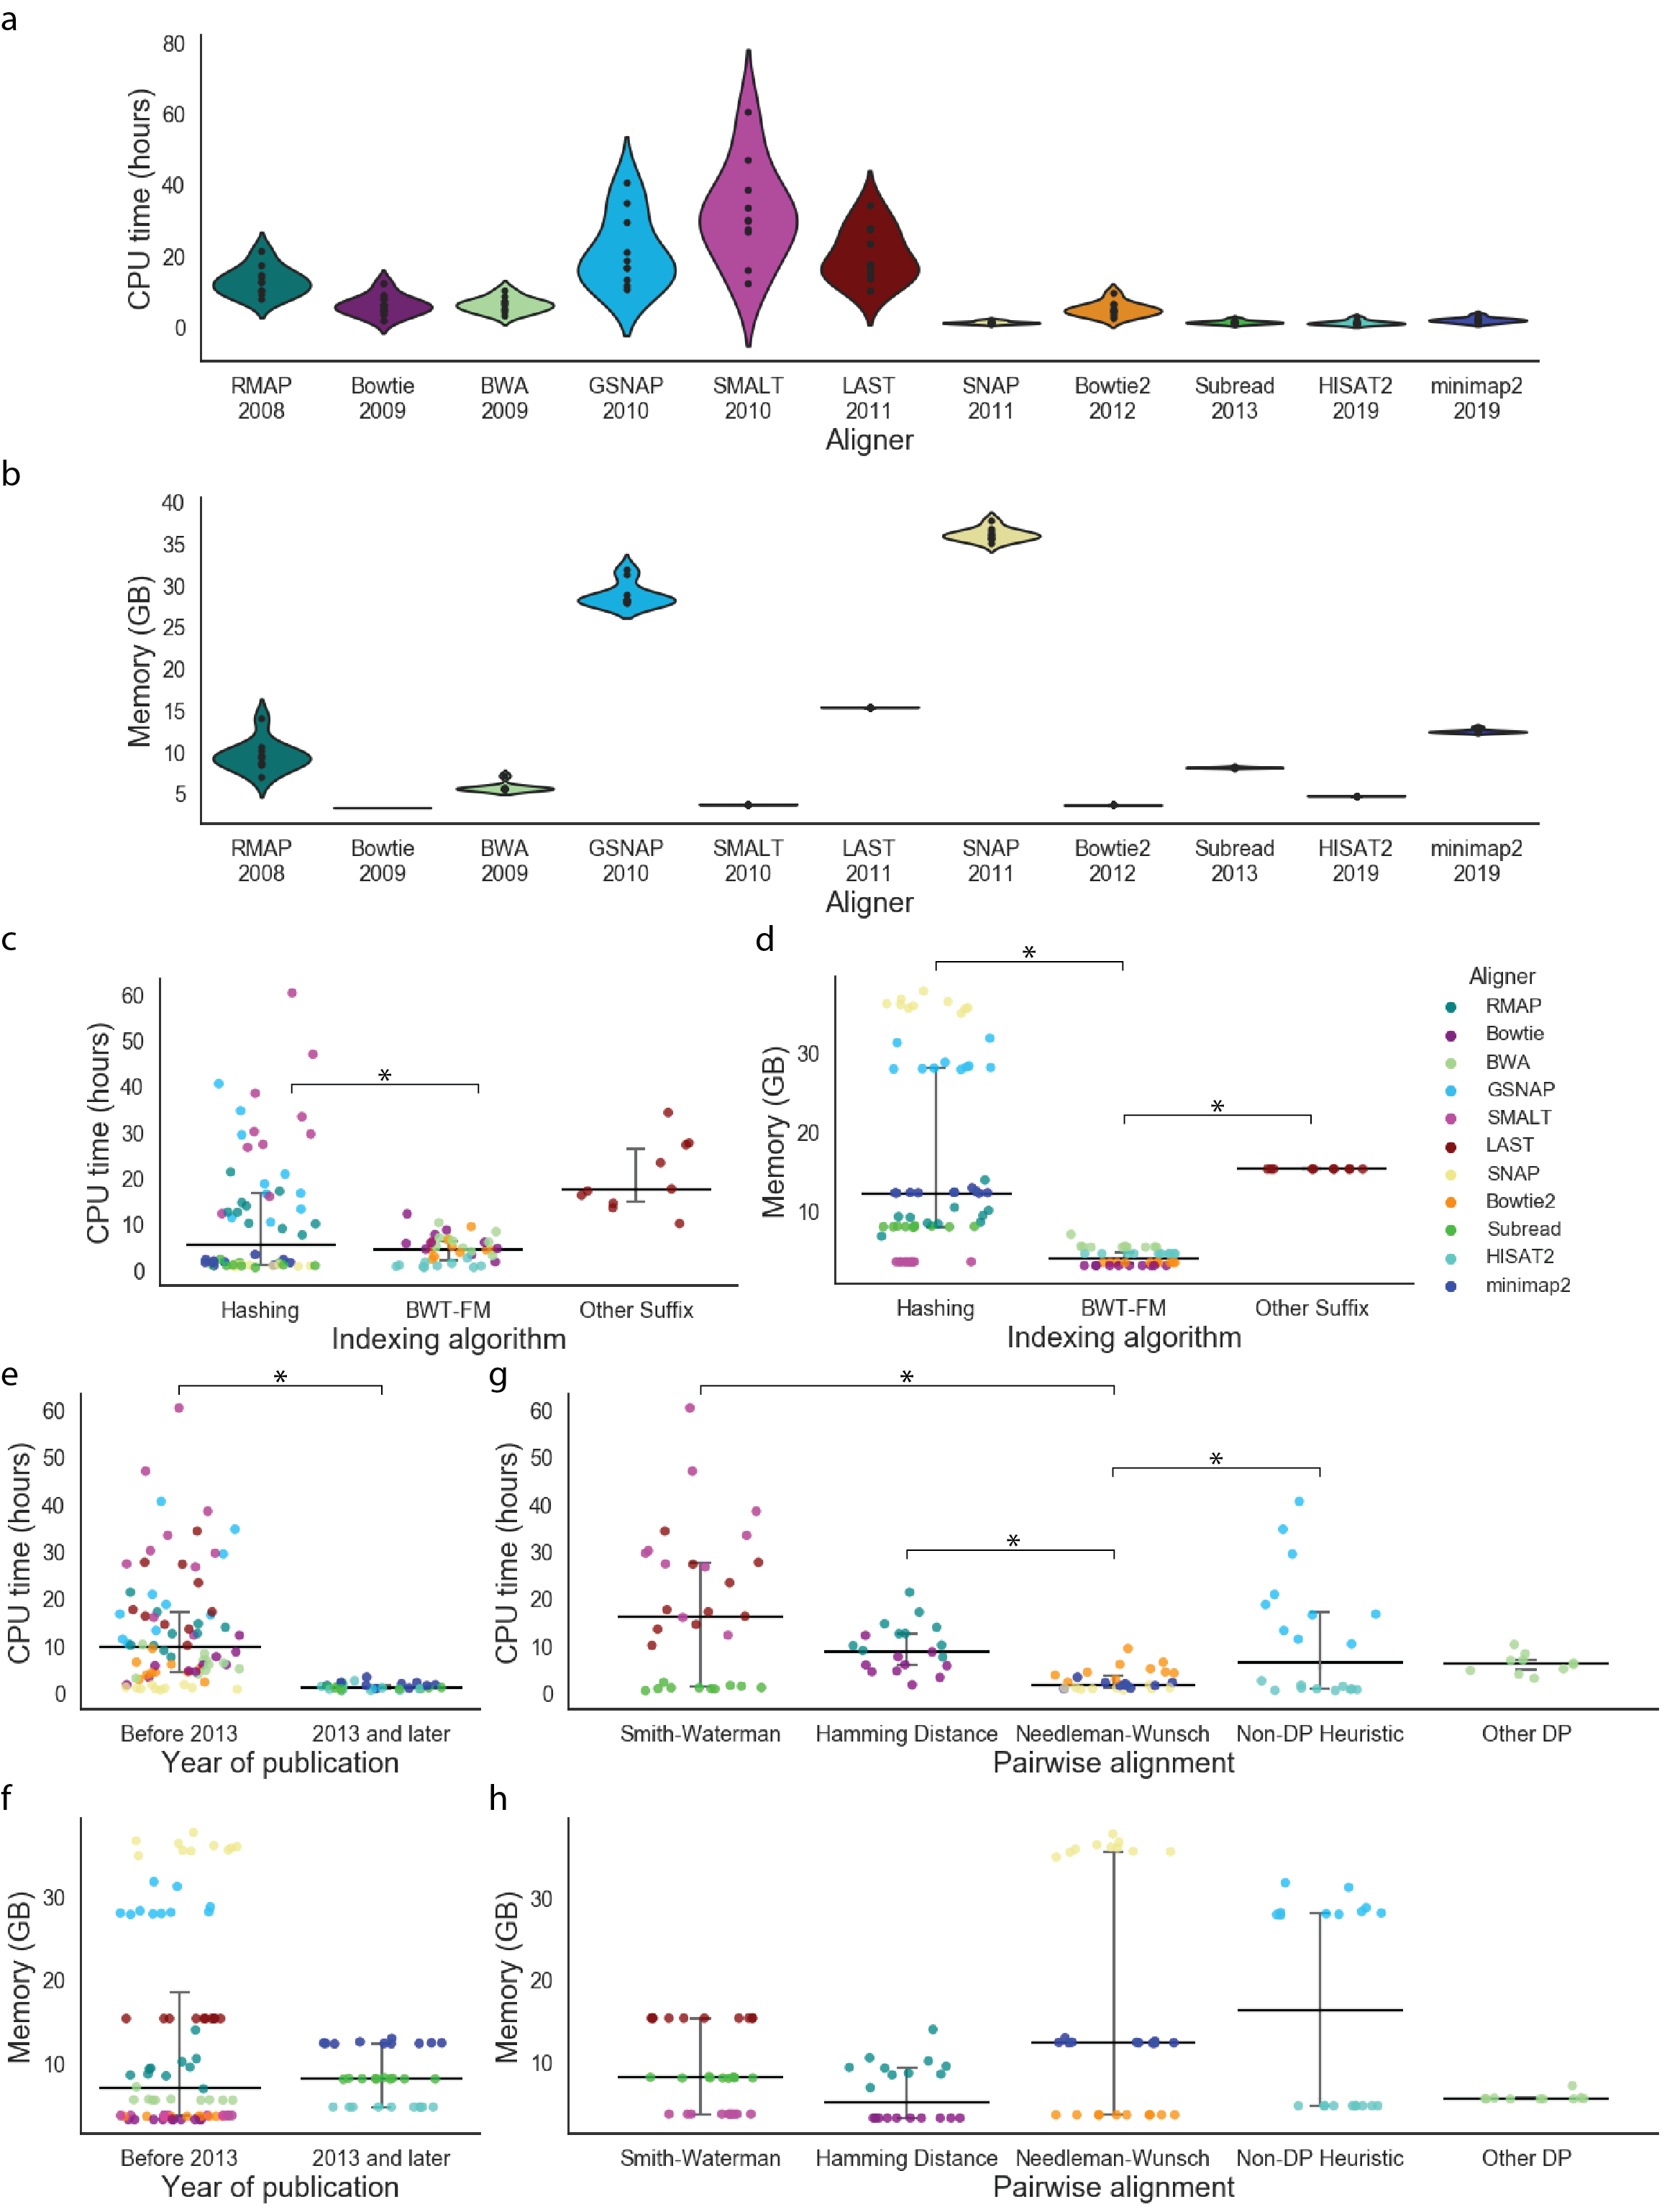 a
80
60
40
20
0
CPU time (hours)
RMAP Bowtie BWA GSNAP SMALT LAST SNAP Bowtie2 Subread HISAT2 minimap2
2008 2009 2009 2010 2010 2011 2011 2012 2013 2019 2019
Aligner
b
40
35
30
25
20
15
10
5
Memory (GB)
RMAP Bowtie BWA GSNAP SMALT LAST SNAP Bowtie2 Subread HISAT2 minimap2
2008 2009 2009 2010 2010 2011 2011 2012 2013 2019 2019
Aligner
c
60
50
40
30
20
10
0
CPU time (hours)
*
Hashing BWT-FM Other Suffix
Indexing algorithm
d
30
20
10
Memory (GB)
*
*
Hashing BWT-FM Other Suffix
Indexing algorithm
Aligner
RMAP
Bowtie
BWA
GSNAP
SMALT
LAST
SNAP
Bowtie2
Subread
HISAT2
minimap2
e
60
50
40
30
20
10
0
CPU time (hours)
*
Before 2013 2013 and later
Year of publication
g
60
50
40
30
20
10
0
CPU time (hours)
*
*
*
Smith-Waterman Hamming Distance Needleman-Wunsch Non-DP Heuristic Other DP
Pairwise alignment
f
30
20
10
Memory (GB)
Before 2013 2013 and later
Year of publication
h
30
20
10
Memory (GB)
Smith-Waterman Hamming Distance Needleman-Wunsch Non-DP Heuristic Other DP
Pairwise alignment